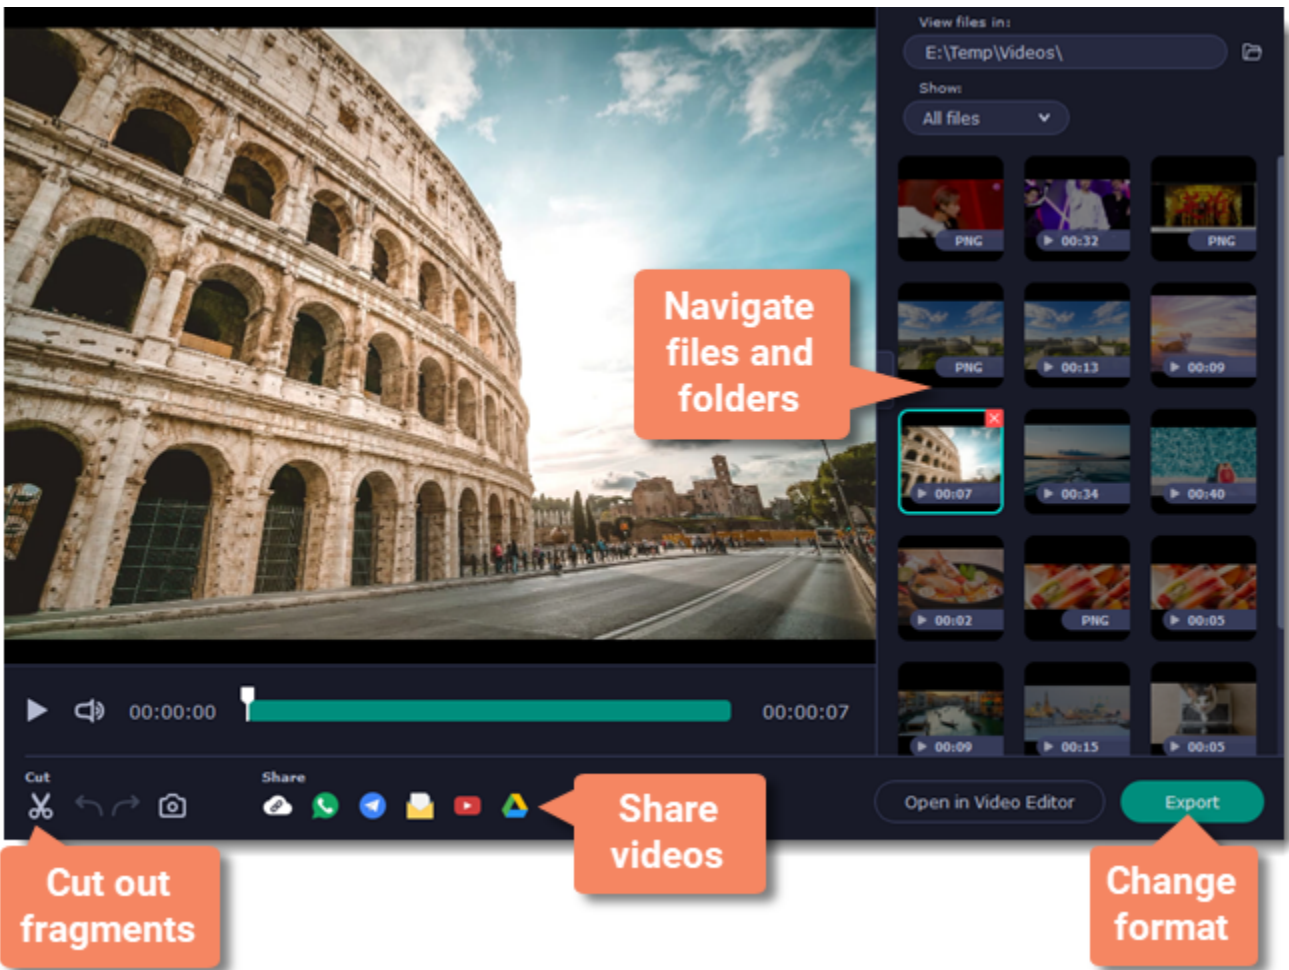 View files in:
E:\Temp\Videos\
Show:
All files
PNG
00:32
PNG
PNG
00:13
00:09
00:07
00:34
00:40
00:02
PNG
00:05
00:09
00:15
00:05
Navigate
files and
folders
00:00:00
00:00:07
Cut
Share
Open in Video Editor
Export
Share
videos
Cut out
fragments
Change
format